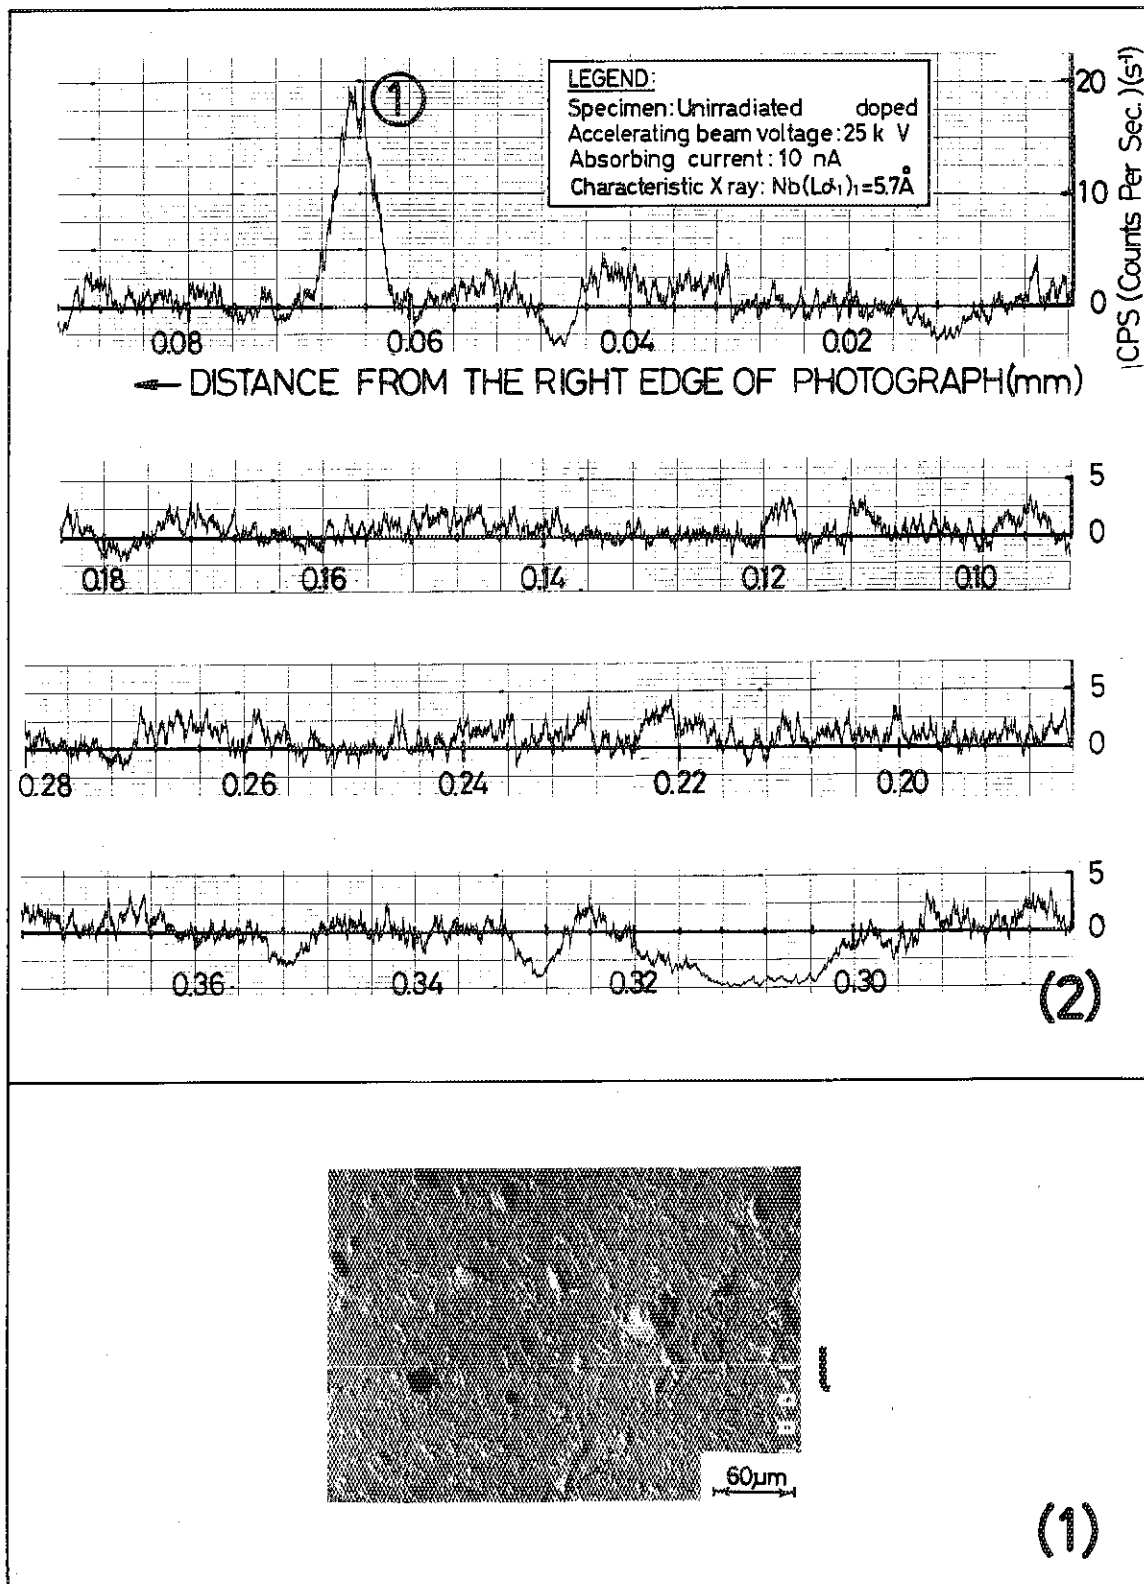 LEGEND:
Specimen: Unirradiated doped
Accelerating beam voltage: 25 k V
Absorbing current: 10 nA
Characteristic X ray: Nb(Lα₁)₁=5.7Å
①
20
10
0
CPS (Counts Per Sec.)(s⁻¹)
0.08 0.06 0.04 0.02
← DISTANCE FROM THE RIGHT EDGE OF PHOTOGRAPH(mm)
5
0
0.18 0.16 0.14 0.12 0.10
5
0
0.28 0.26 0.24 0.22 0.20
5
0
0.36 0.34 0.32 0.30
(2)
60μm
(1)